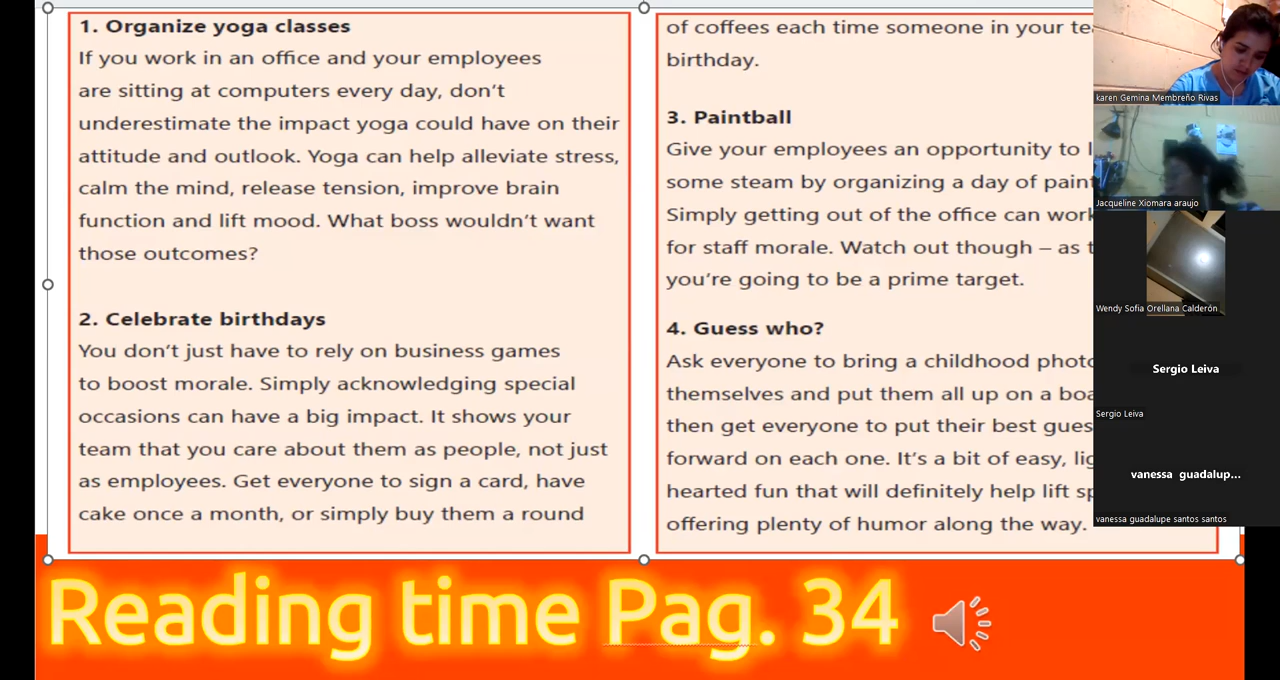 1. Organize yoga classes
If you work in an office and your employees
are sitting at computers every day, don’t
underestimate the impact yoga could have on their
attitude and outlook. Yoga can help alleviate stress,
calm the mind, release tension, improve brain
function and lift mood. What boss wouldn’t want
those outcomes?
2. Celebrate birthdays
You don’t just have to rely on business games
to boost morale. Simply acknowledging special
occasions can have a big impact. It shows your
team that you care about them as people, not just
as employees. Get everyone to sign a card, have
cake once a month, or simply buy them a round
of coffees each time someone in your
birthday.
3. Paintball
Give your employees an opportunity to
some steam by organizing a day of
Simply getting out of the office can
for staff morale. Watch out though – as
you’re going to be a prime target.
4. Guess who?
Ask everyone to bring a childhood
themselves and put them all up on a
then get everyone to put their best
forward on each one. It’s a bit of easy,
hearted fun that will definitely help lift
offering plenty of humor along the way.
Reading time Pag. 34
karen Gemina Membreño Rivas
Jacqueline Xiomara araujo
Wendy Sofia Orellana Calderón
Sergio Leiva
Sergio Leiva
vanessa guadalup...
vanessa guadalupe santos santos